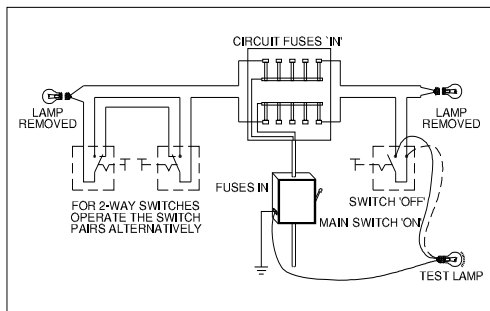 CIRCUIT FUSES `IN'
LAMP
REMOVED
LAMP
REMOVED
FUSES IN
SWITCH 'OFF'
FOR 2-WAY SWITCHES
OPERATE THE SWITCH
PAIRS ALTERNATIVELY
MAIN SWITCH 'ON'
TEST LAMP